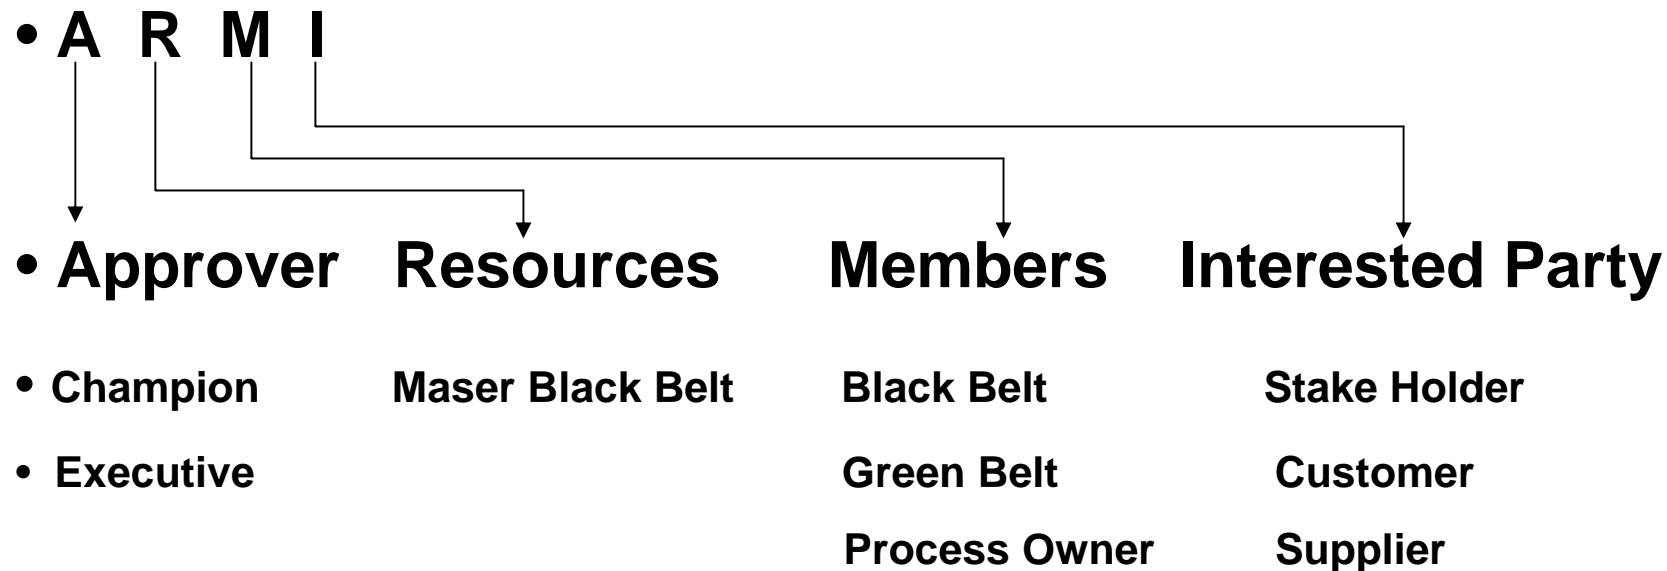 • A R M I
• Approver Resources Members Interested Party
• Champion Maser Black Belt Black Belt Stake Holder
• Executive Green Belt Customer
Process Owner Supplier